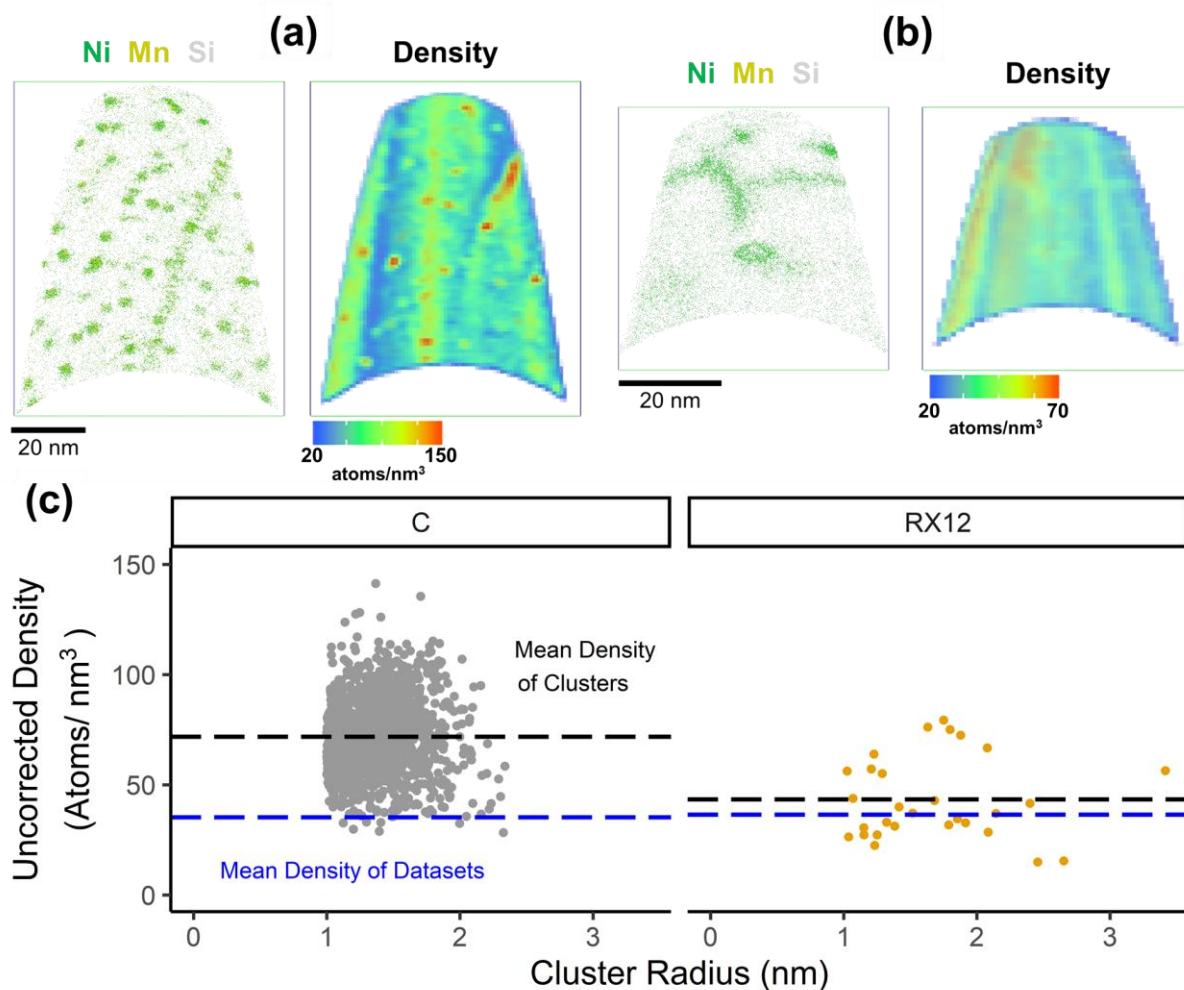 (a)
Ni Mn Si
Density
20 nm
20 150
atoms/nm³
(b)
Ni Mn Si
Density
20 nm
20 70
atoms/nm³
(c)
C RX12
Uncorrected Density
(Atoms/ nm³ )
150
100
50
0
Mean Density
of Clusters
Mean Density of Datasets
0 1 2 3 0 1 2 3
Cluster Radius (nm)